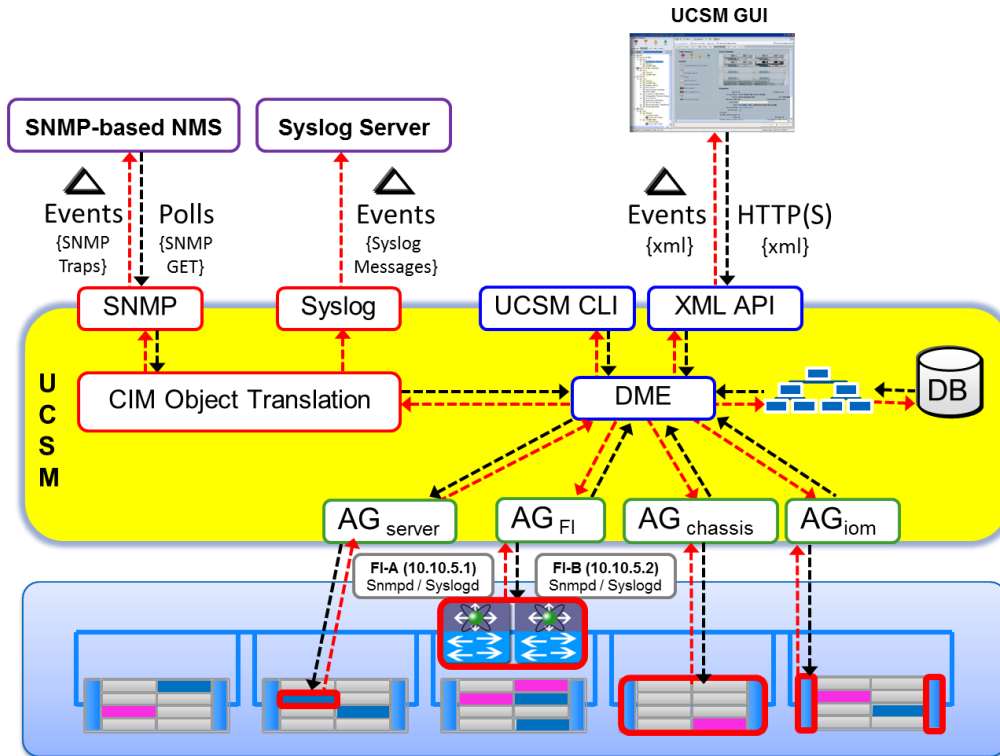 UCSM GUI
SNMP-based NMS
Syslog Server
Events
{SNMP
Traps}
Polls
{SNMP
GET}
Events
{Syslog
Messages}
Events
{xml}
HTTP(S)
{xml}
SNMP
Syslog
UCSM CLI
XML API
UCSM
CIM Object Translation
DME
DB
AG server
AG FI
AG chassis
AG iom
FI-A (10.10.5.1)
Snmpd / Syslogd
FI-B (10.10.5.2)
Snmpd / Syslogd